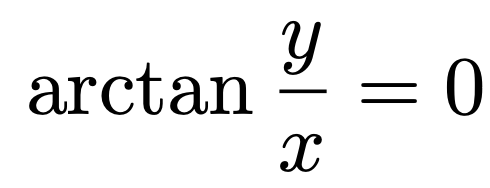 arctan y/x = 0